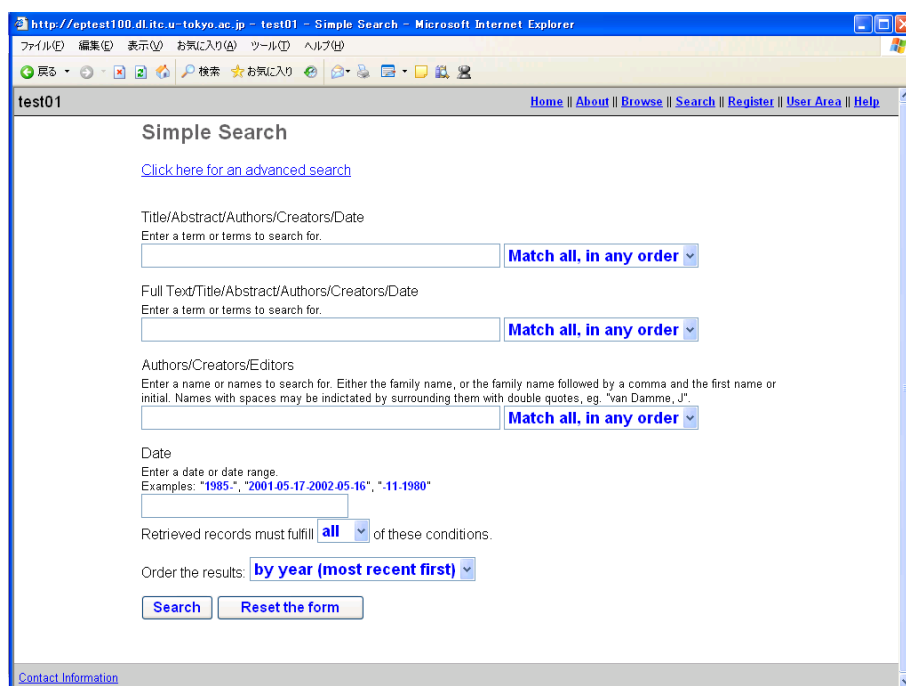 http://eptest100.dl.itc.u-tokyo.ac.jp - test01 - Simple Search - Microsoft Internet Explorer
ファイル(F) 編集(E) 表示(V) お気に入り(A) ツール(T) ヘルプ(H)
戻る 検索 お気に入り
test01 Home || About || Browse || Search || Register || User Area || Help
Simple Search
Click here for an advanced search
Title/Abstract/Authors/Creators/Date
Enter a term or terms to search for.
Match all, in any order
Full Text/Title/Abstract/Authors/Creators/Date
Enter a term or terms to search for.
Match all, in any order
Authors/Creators/Editors
Enter a name or names to search for. Either the family name, or the family name followed by a comma and the first name or
initial. Names with spaces may be indictated by surrounding them with double quotes, eg. "van Damme, J".
Match all, in any order
Date
Enter a date or date range.
Examples: "1985-", "2001-05-17-2002-05-16", "-11-1980"
Retrieved records must fulfill all of these conditions.
Order the results: by year (most recent first)
Search Reset the form
Contact Information